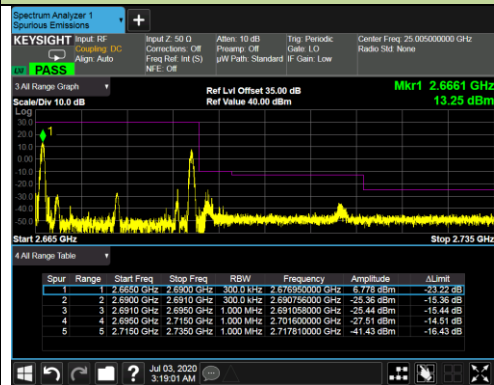 Spectrum Analyzer 1
Spurious Emissions
+
KEYSIGHT Input: RF Input Z: 50 Ω Atten: 10 dB Trig: Periodic Center Freq: 25.005000000 GHz
Coupling: DC Corrections: Off Preamp: Off Gate: LO Radio Std: None
Align: Auto Freq Ref: Int (S) µW Path: Standard IF Gain: Low
NFE: Off
PASS
3 All Range Graph Ref Lvl Offset 35.00 dB Mkr1 2.6661 GHz
Scale/Div 10.0 dB Ref Value 40.00 dBm 13.25 dBm
Log
30.0
20.0
10.0
0.00
-10.0
-20.0
-30.0
-40.0
-50.0
1
Start 2.665 GHz Stop 2.735 GHz
4 All Range Table
Spur Range Start Freq Stop Freq RBW Frequency Amplitude ΔLimit
1 1 2.6650 GHz 2.6900 GHz 300.0 kHz 2.676950000 GHz 6.778 dBm -23.22 dB
2 2 2.6900 GHz 2.6910 GHz 300.0 kHz 2.690756000 GHz -25.36 dBm -15.36 dB
3 3 2.6910 GHz 2.6950 GHz 1.000 MHz 2.691058000 GHz -25.44 dBm -15.44 dB
4 4 2.6950 GHz 2.7150 GHz 1.000 MHz 2.701600000 GHz -27.51 dBm -14.51 dB
5 5 2.7150 GHz 2.7350 GHz 1.000 MHz 2.717810000 GHz -41.43 dBm -16.43 dB
? Jul 03, 2020
3:19:01 AM